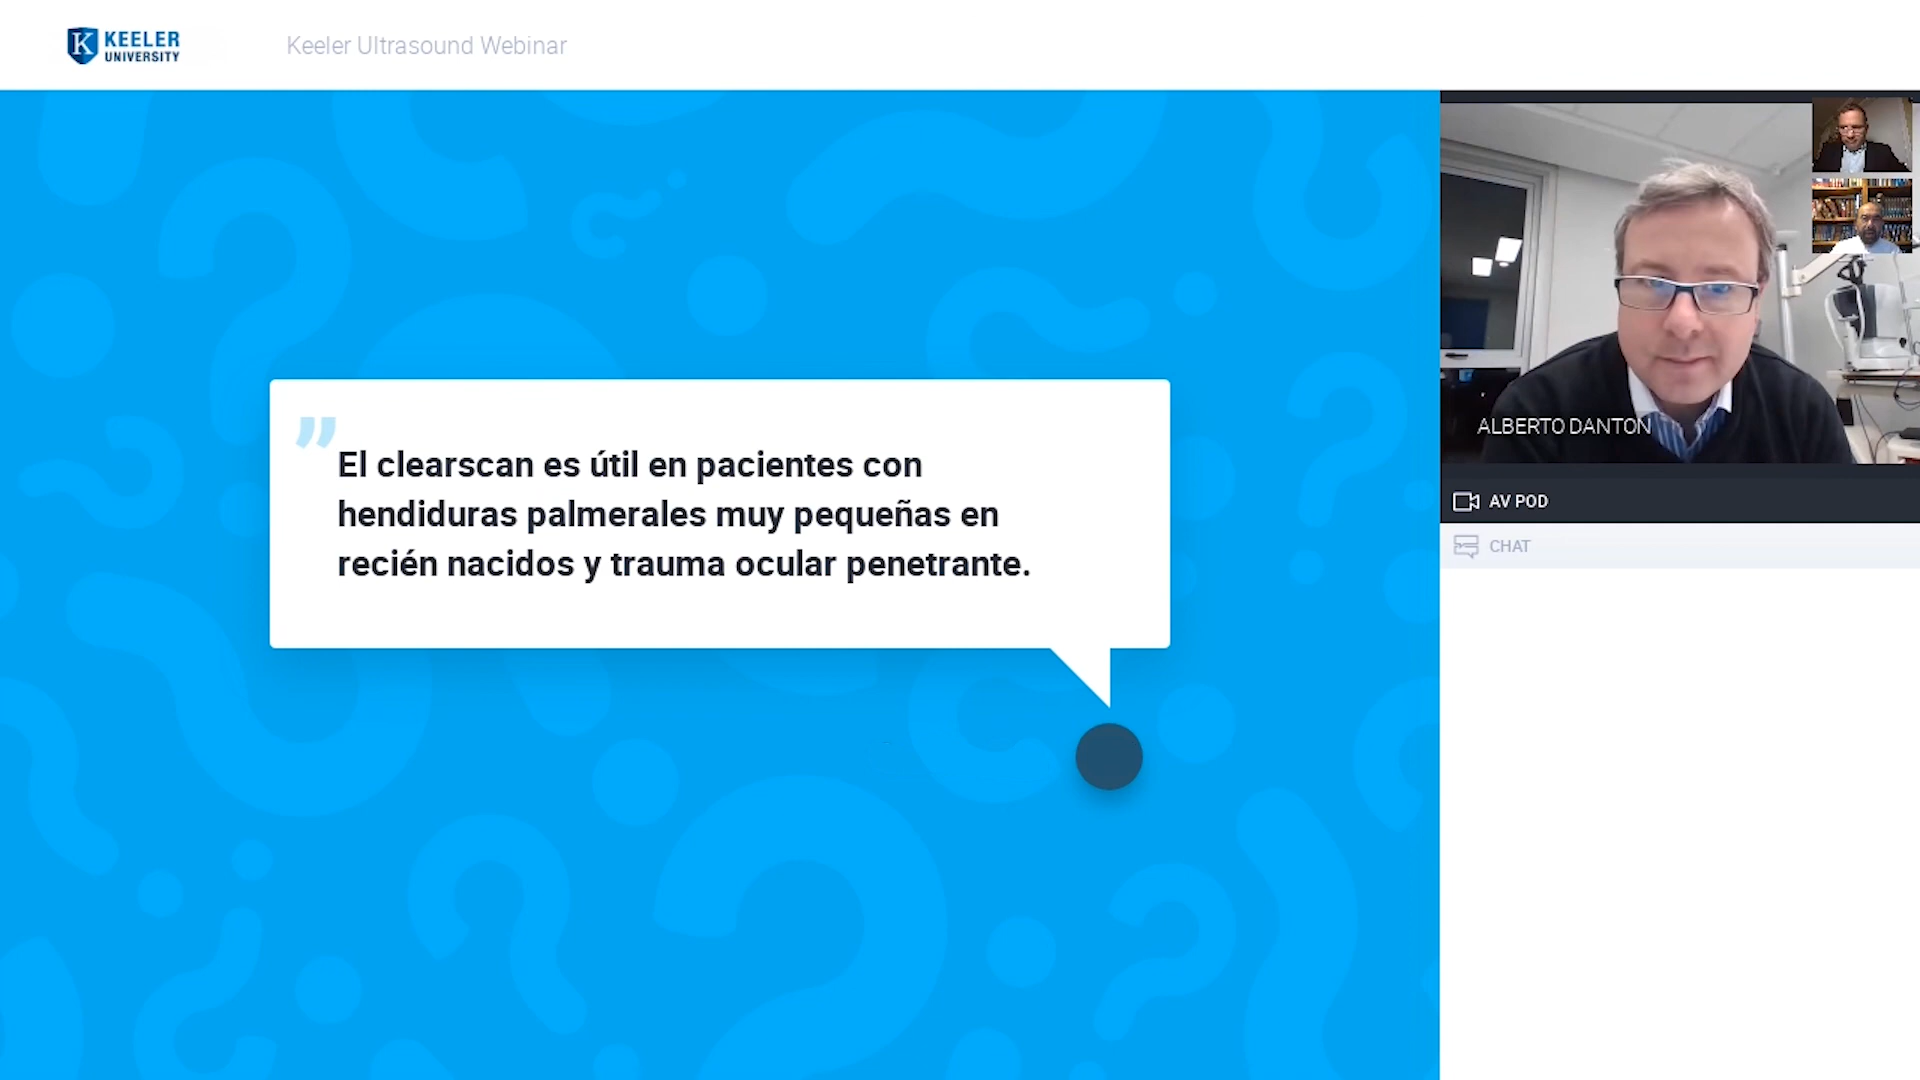 KEELER
UNIVERSITY
Keeler Ultrasound Webinar
El clearscan es útil en pacientes con
hendiduras palmerales muy pequeñas en
recién nacidos y trauma ocular penetrante.
ALBERTO DANTON
AV POD
CHAT